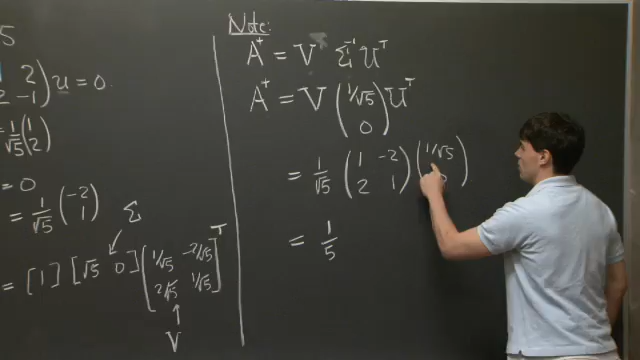 5
2
2 -1) u = 0.
= 1/√5 (1
2)
= 0
= 1/√5 (-2
1)
Σ
= [1] [√5 0] [1/√5 -2/√5
2/√5 1/√5]ᵀ
V
Note:
A⁺ = V Σ⁻¹ Uᵀ
A⁺ = V (1/√5
0) Uᵀ
= 1/√5 (1 -2
2 1) (1/√5
)
= 1/5